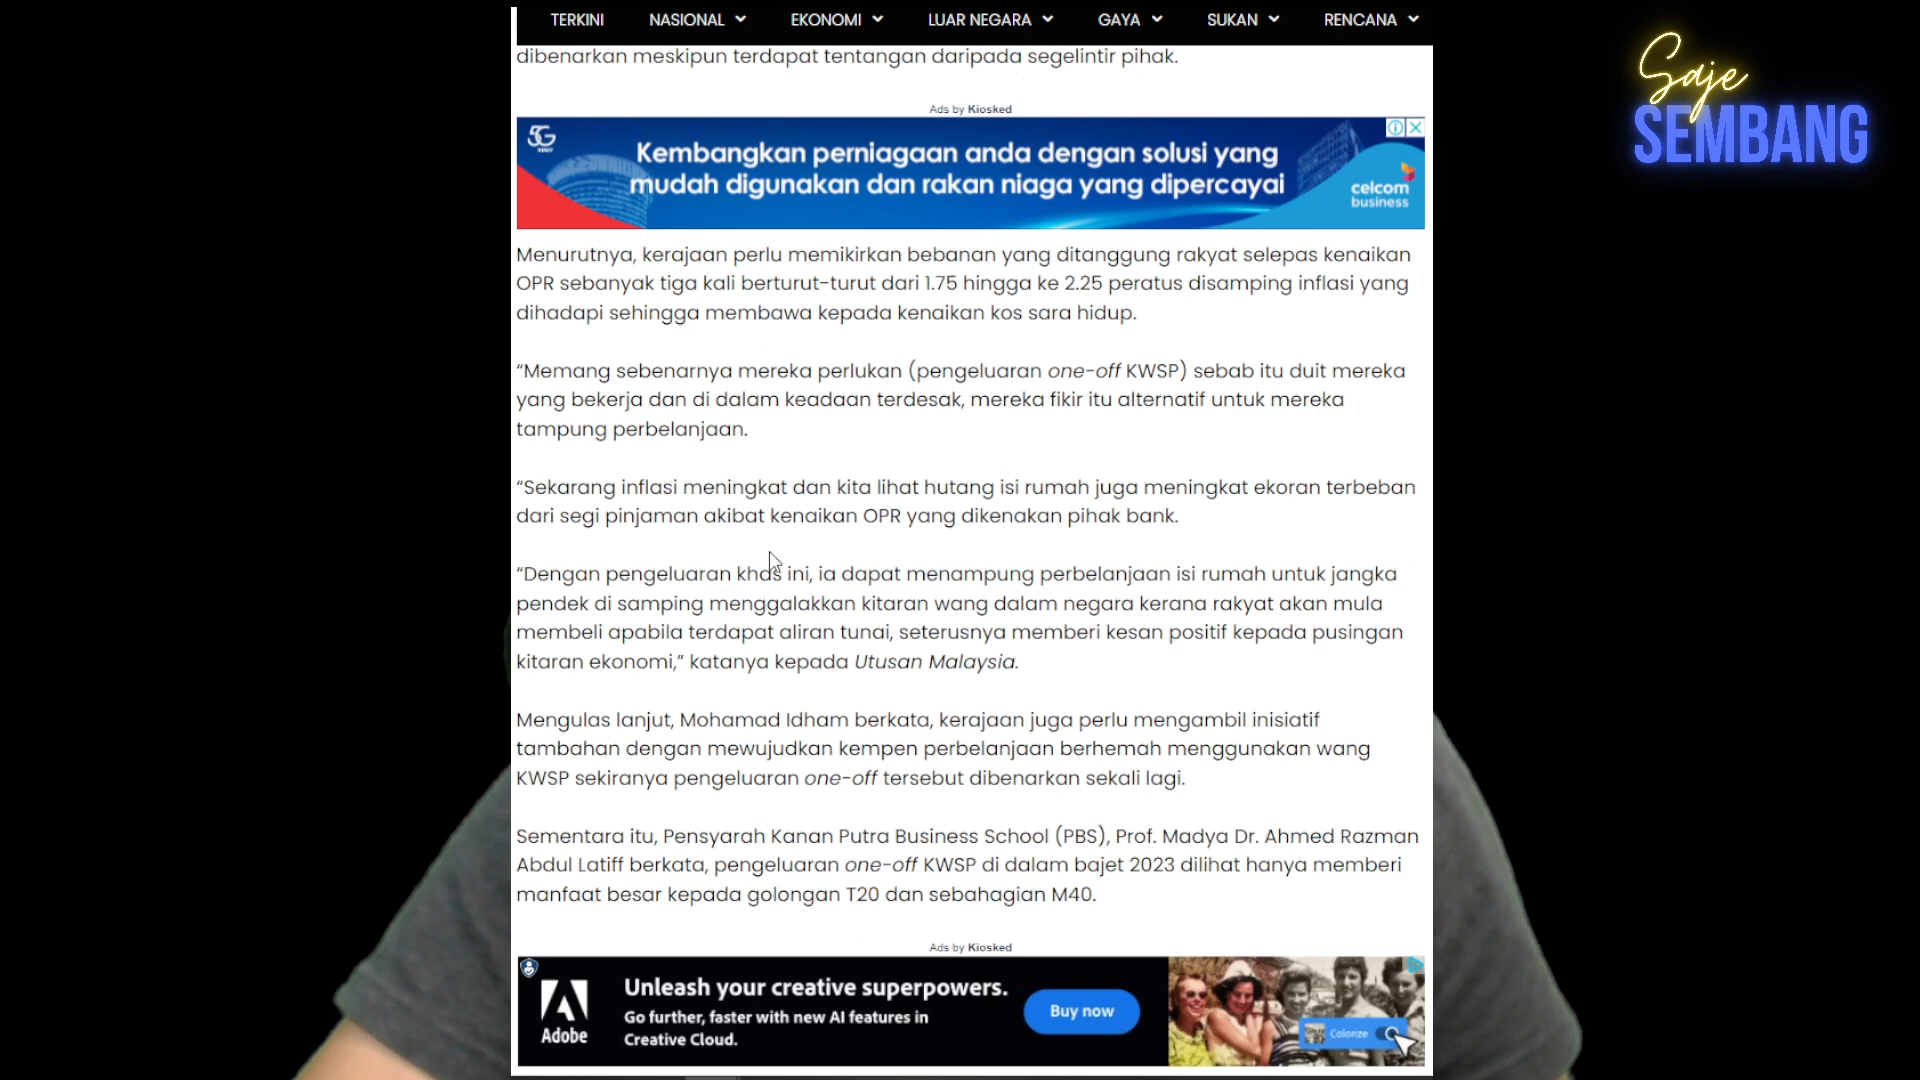 TERKINI NASIONAL EKONOMI LUAR NEGARA GAYA SUKAN RENCANA
Saje
SEMBANG
dibenarkan meskipun terdapat tentangan daripada segelintir pihak.
Ads by Kiosked
5G
Kembangkan perniagaan anda dengan solusi yang
mudah digunakan dan rakan niaga yang dipercayai
celcom
business
Menurutnya, kerajaan perlu memikirkan bebanan yang ditanggung rakyat selepas kenaikan
OPR sebanyak tiga kali berturut-turut dari 1.75 hingga ke 2.25 peratus disamping inflasi yang
dihadapi sehingga membawa kepada kenaikan kos sara hidup.
“Memang sebenarnya mereka perlukan (pengeluaran one-off KWSP) sebab itu duit mereka
yang bekerja dan di dalam keadaan terdesak, mereka fikir itu alternatif untuk mereka
tampung perbelanjaan.
“Sekarang inflasi meningkat dan kita lihat hutang isi rumah juga meningkat ekoran terbeban
dari segi pinjaman akibat kenaikan OPR yang dikenakan pihak bank.
“Dengan pengeluaran khas ini, ia dapat menampung perbelanjaan isi rumah untuk jangka
pendek di samping menggalakkan kitaran wang dalam negara kerana rakyat akan mula
membeli apabila terdapat aliran tunai, seterusnya memberi kesan positif kepada pusingan
kitaran ekonomi,” katanya kepada Utusan Malaysia.
Mengulas lanjut, Mohamad Idham berkata, kerajaan juga perlu mengambil inisiatif
tambahan dengan mewujudkan kempen perbelanjaan berhemah menggunakan wang
KWSP sekiranya pengeluaran one-off tersebut dibenarkan sekali lagi.
Sementara itu, Pensyarah Kanan Putra Business School (PBS), Prof. Madya Dr. Ahmed Razman
Abdul Latiff berkata, pengeluaran one-off KWSP di dalam bajet 2023 dilihat hanya memberi
manfaat besar kepada golongan T20 dan sebahagian M40.
Ads by Kiosked
Adobe
Unleash your creative superpowers.
Go further, faster with new AI features in
Creative Cloud.
Buy now
Colorize